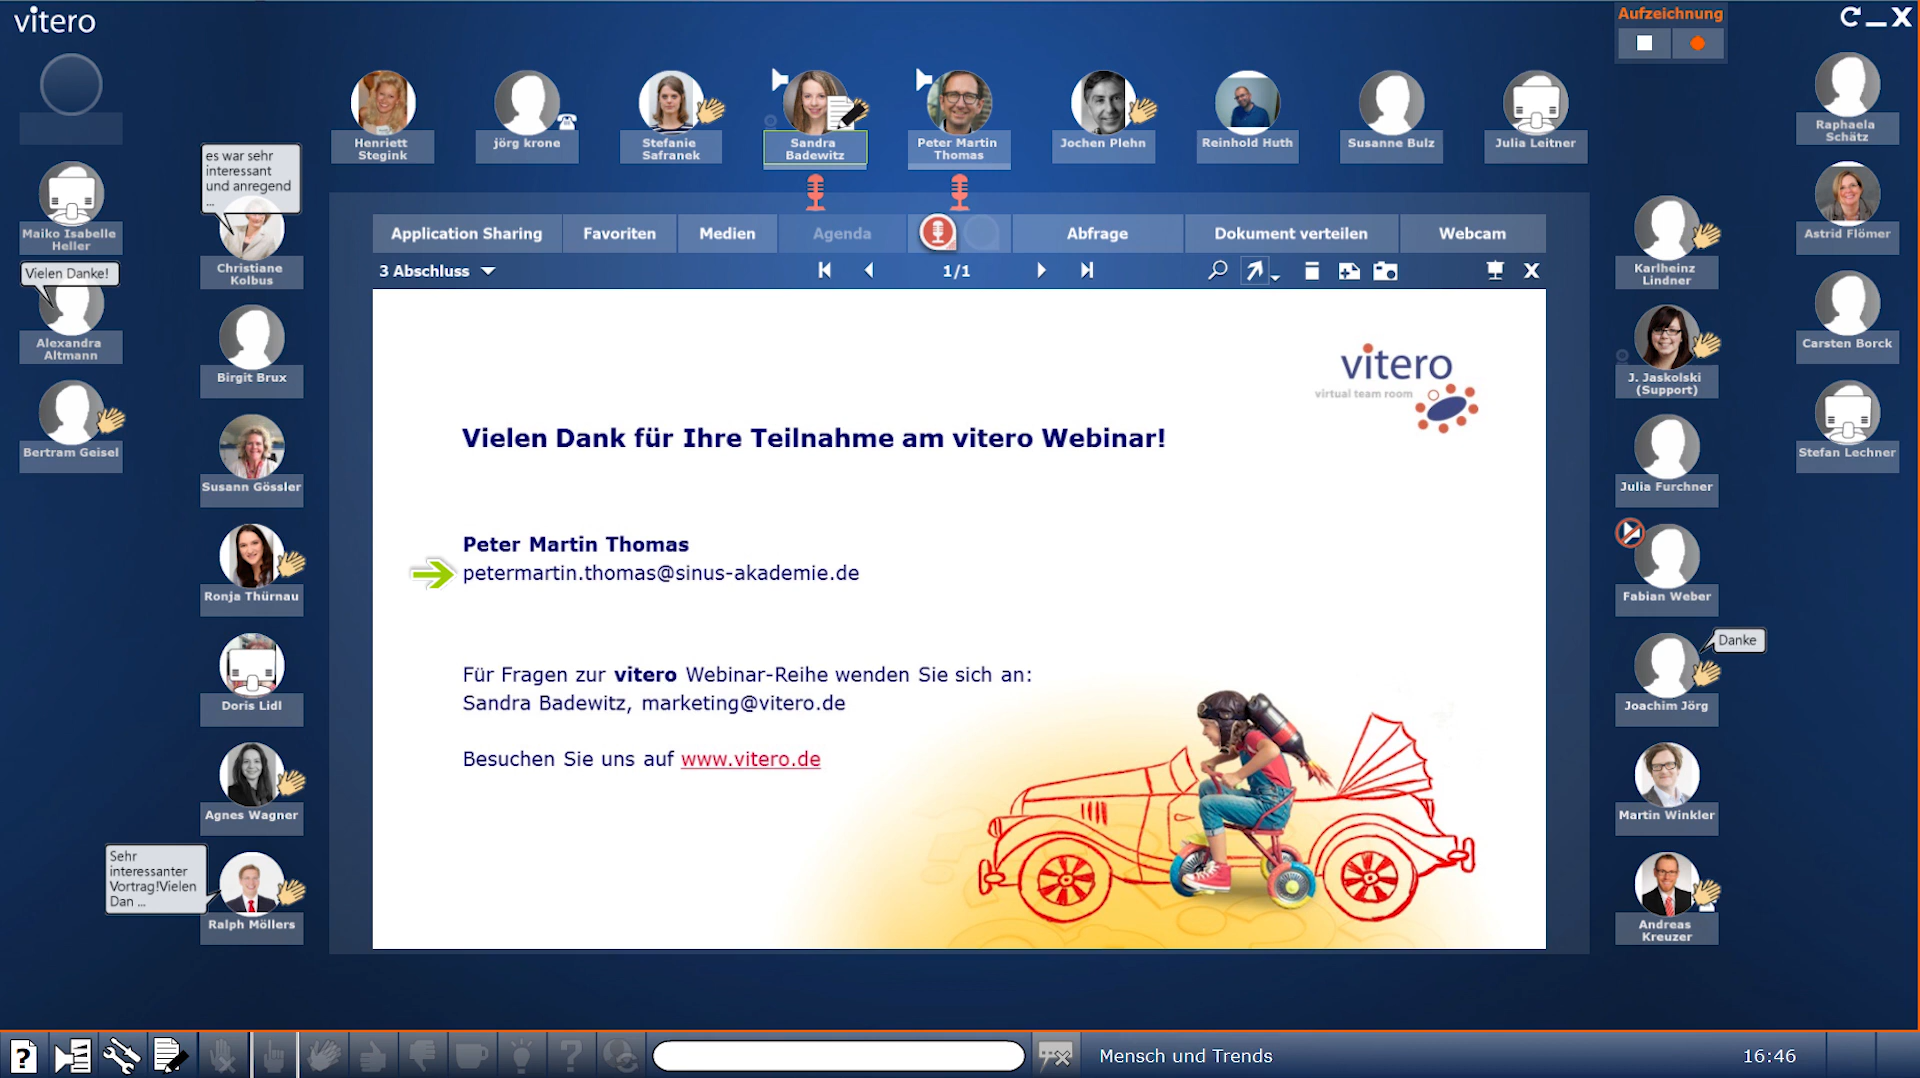 vitero
Aufzeichnung
Henriett
Stegink
jörg krone
Stefanie
Safranek
Sandra
Badewitz
Peter Martin
Thomas
Jochen Plehn
Reinhold Huth
Susanne Bulz
Julia Leitner
Raphaela
Schätz
Maiko Isabelle
Heller
Vielen Danke!
Alexandra
Altmann
Bertram Geisel
es war sehr
interessant
und anregend
...
Christiane
Kolbus
Birgit Brux
Susann Gössler
Ronja Thürnau
Doris Lidl
Agnes Wagner
Sehr
interessanter
Vortrag!Vielen
Dan ...
Ralph Möllers
Application Sharing
Favoriten
Medien
Agenda
Abfrage
Dokument verteilen
Webcam
3 Abschluss
1/1
vitero
virtual team room
Vielen Dank für Ihre Teilnahme am vitero Webinar!
Peter Martin Thomas
petermartin.thomas@sinus-akademie.de
Für Fragen zur vitero Webinar-Reihe wenden Sie sich an:
Sandra Badewitz, marketing@vitero.de
Besuchen Sie uns auf www.vitero.de
Karlheinz
Lindner
J. Jaskolski
(Support)
Julia Furchner
Fabian Weber
Danke
Joachim Jörg
Martin Winkler
Andreas
Kreuzer
Astrid Flömer
Carsten Borck
Stefan Lechner
Mensch und Trends
16:46